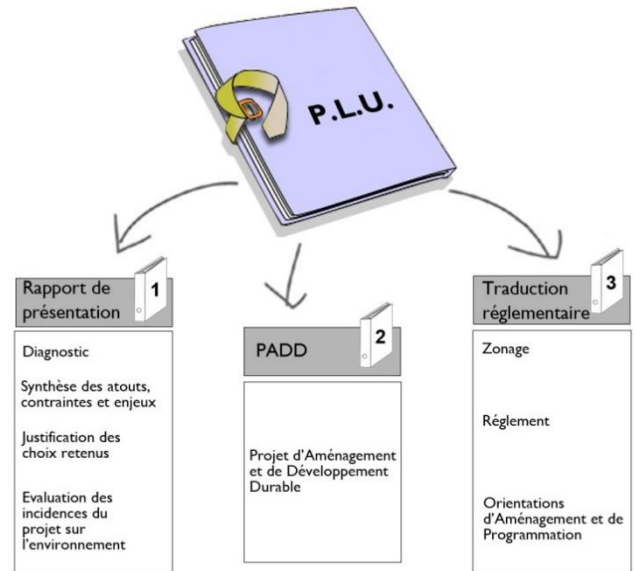 P.L.U.
Rapport de
présentation
1
Diagnostic
Synthèse des atouts,
contraintes et enjeux
Justification des
choix retenus
Evaluation des
incidences du
projet sur
l'environnement
PADD
2
Projet d'Aménagement
et de Développement
Durable
Traduction
réglementaire
3
Zonage
Réglement
Orientations
d'Aménagement et de
Programmation